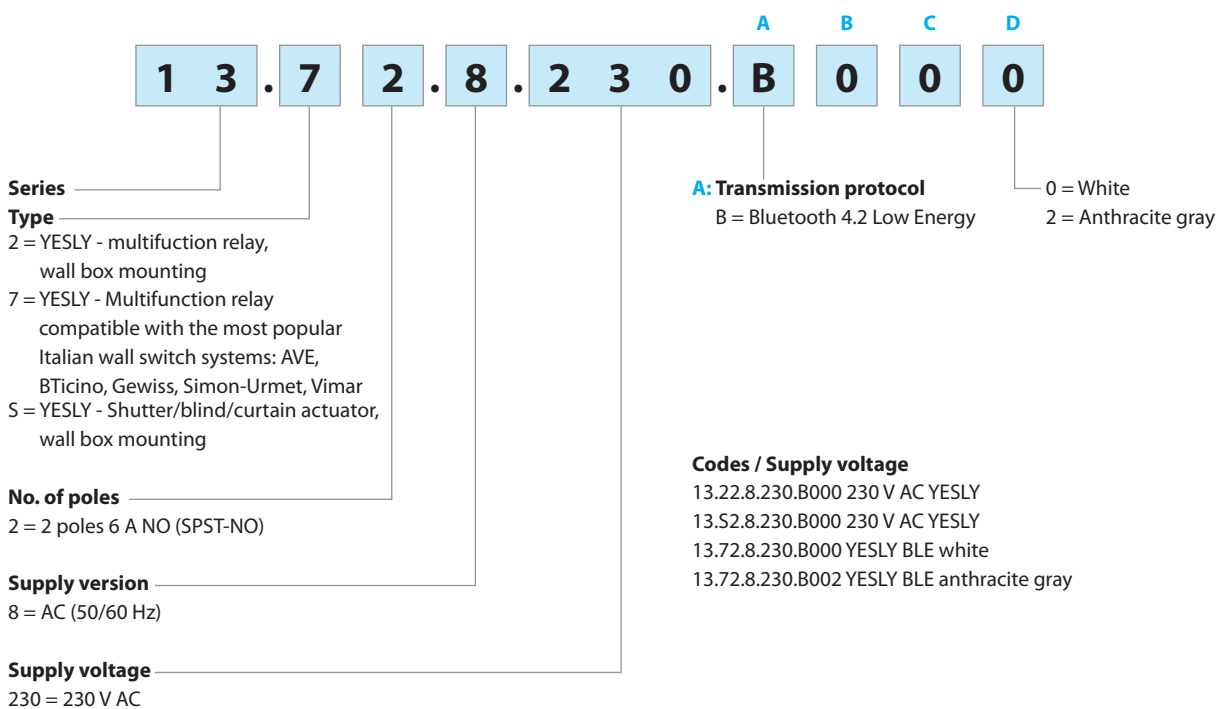 A B C D
1 3 . 7 2 . 8 . 2 3 0 . B 0 0 0
Series
Type
2 = YESLY - multifuction relay,
wall box mounting
7 = YESLY - Multifunction relay
compatible with the most popular
Italian wall switch systems: AVE,
BTicino, Gewiss, Simon-Urmet, Vimar
S = YESLY - Shutter/blind/curtain actuator,
wall box mounting
No. of poles
2 = 2 poles 6 A NO (SPST-NO)
Supply version
8 = AC (50/60 Hz)
Supply voltage
230 = 230 V AC
A: Transmission protocol
B = Bluetooth 4.2 Low Energy
0 = White
2 = Anthracite gray
Codes / Supply voltage
13.22.8.230.B000 230 V AC YESLY
13.S2.8.230.B000 230 V AC YESLY
13.72.8.230.B000 YESLY BLE white
13.72.8.230.B002 YESLY BLE anthracite gray